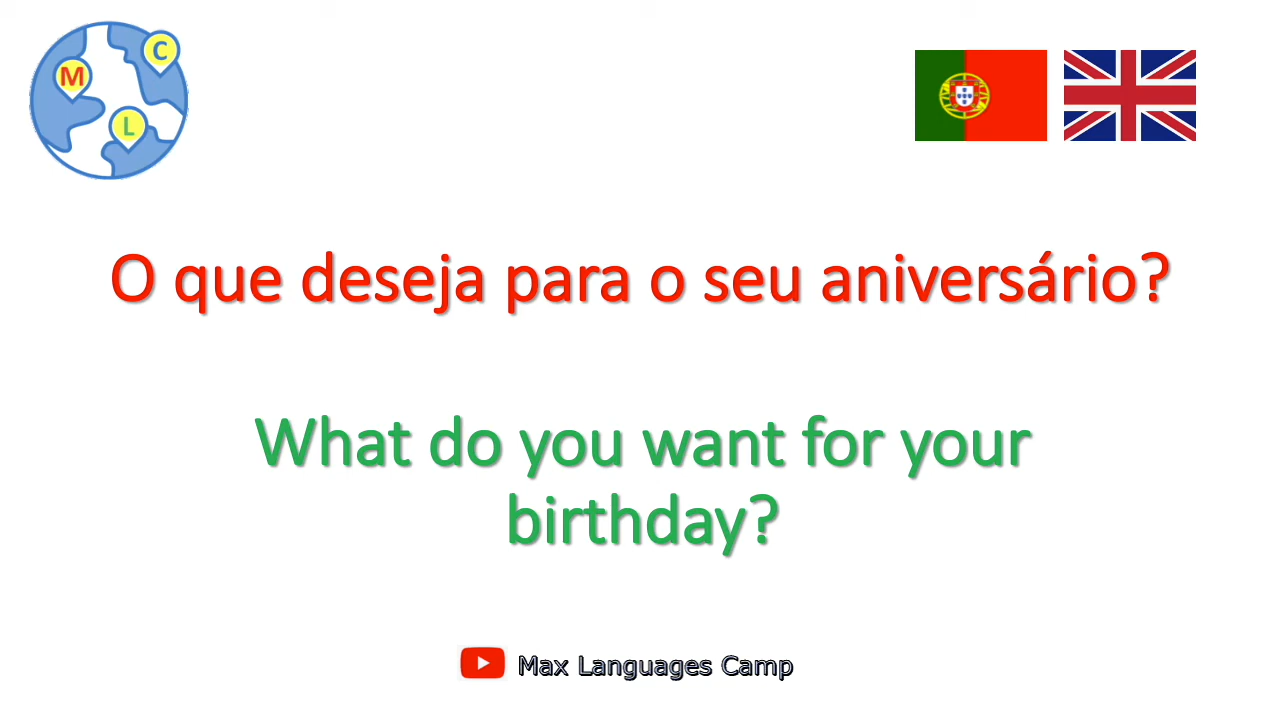 M
C
L
O que deseja para o seu aniversário?
What do you want for your
birthday?
Max Languages Camp